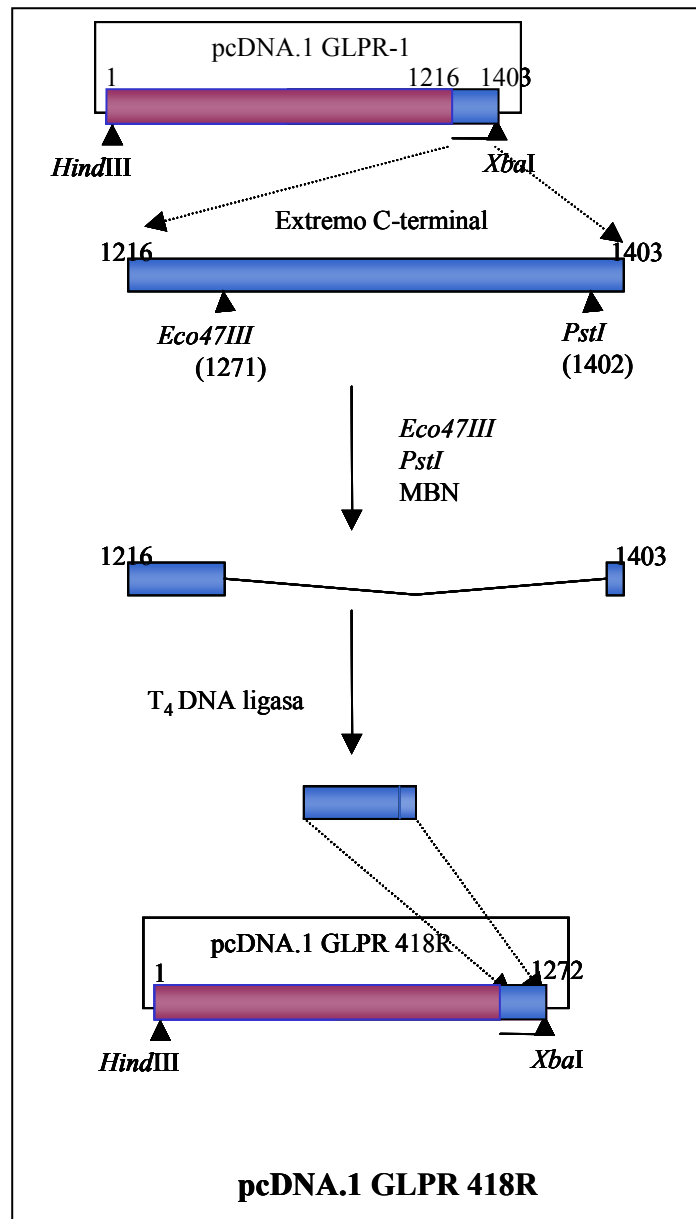 pcDNA.1 GLPR-1
1 1216 1403
HindIII XbaI
Extremo C-terminal
1216 1403
Eco47III PstI
(1271) (1402)
Eco47III
PstI
MBN
1216 1403
T4 DNA ligasa
pcDNA.1 GLPR 418R
1 1272
HindIII XbaI
pcDNA.1 GLPR 418R